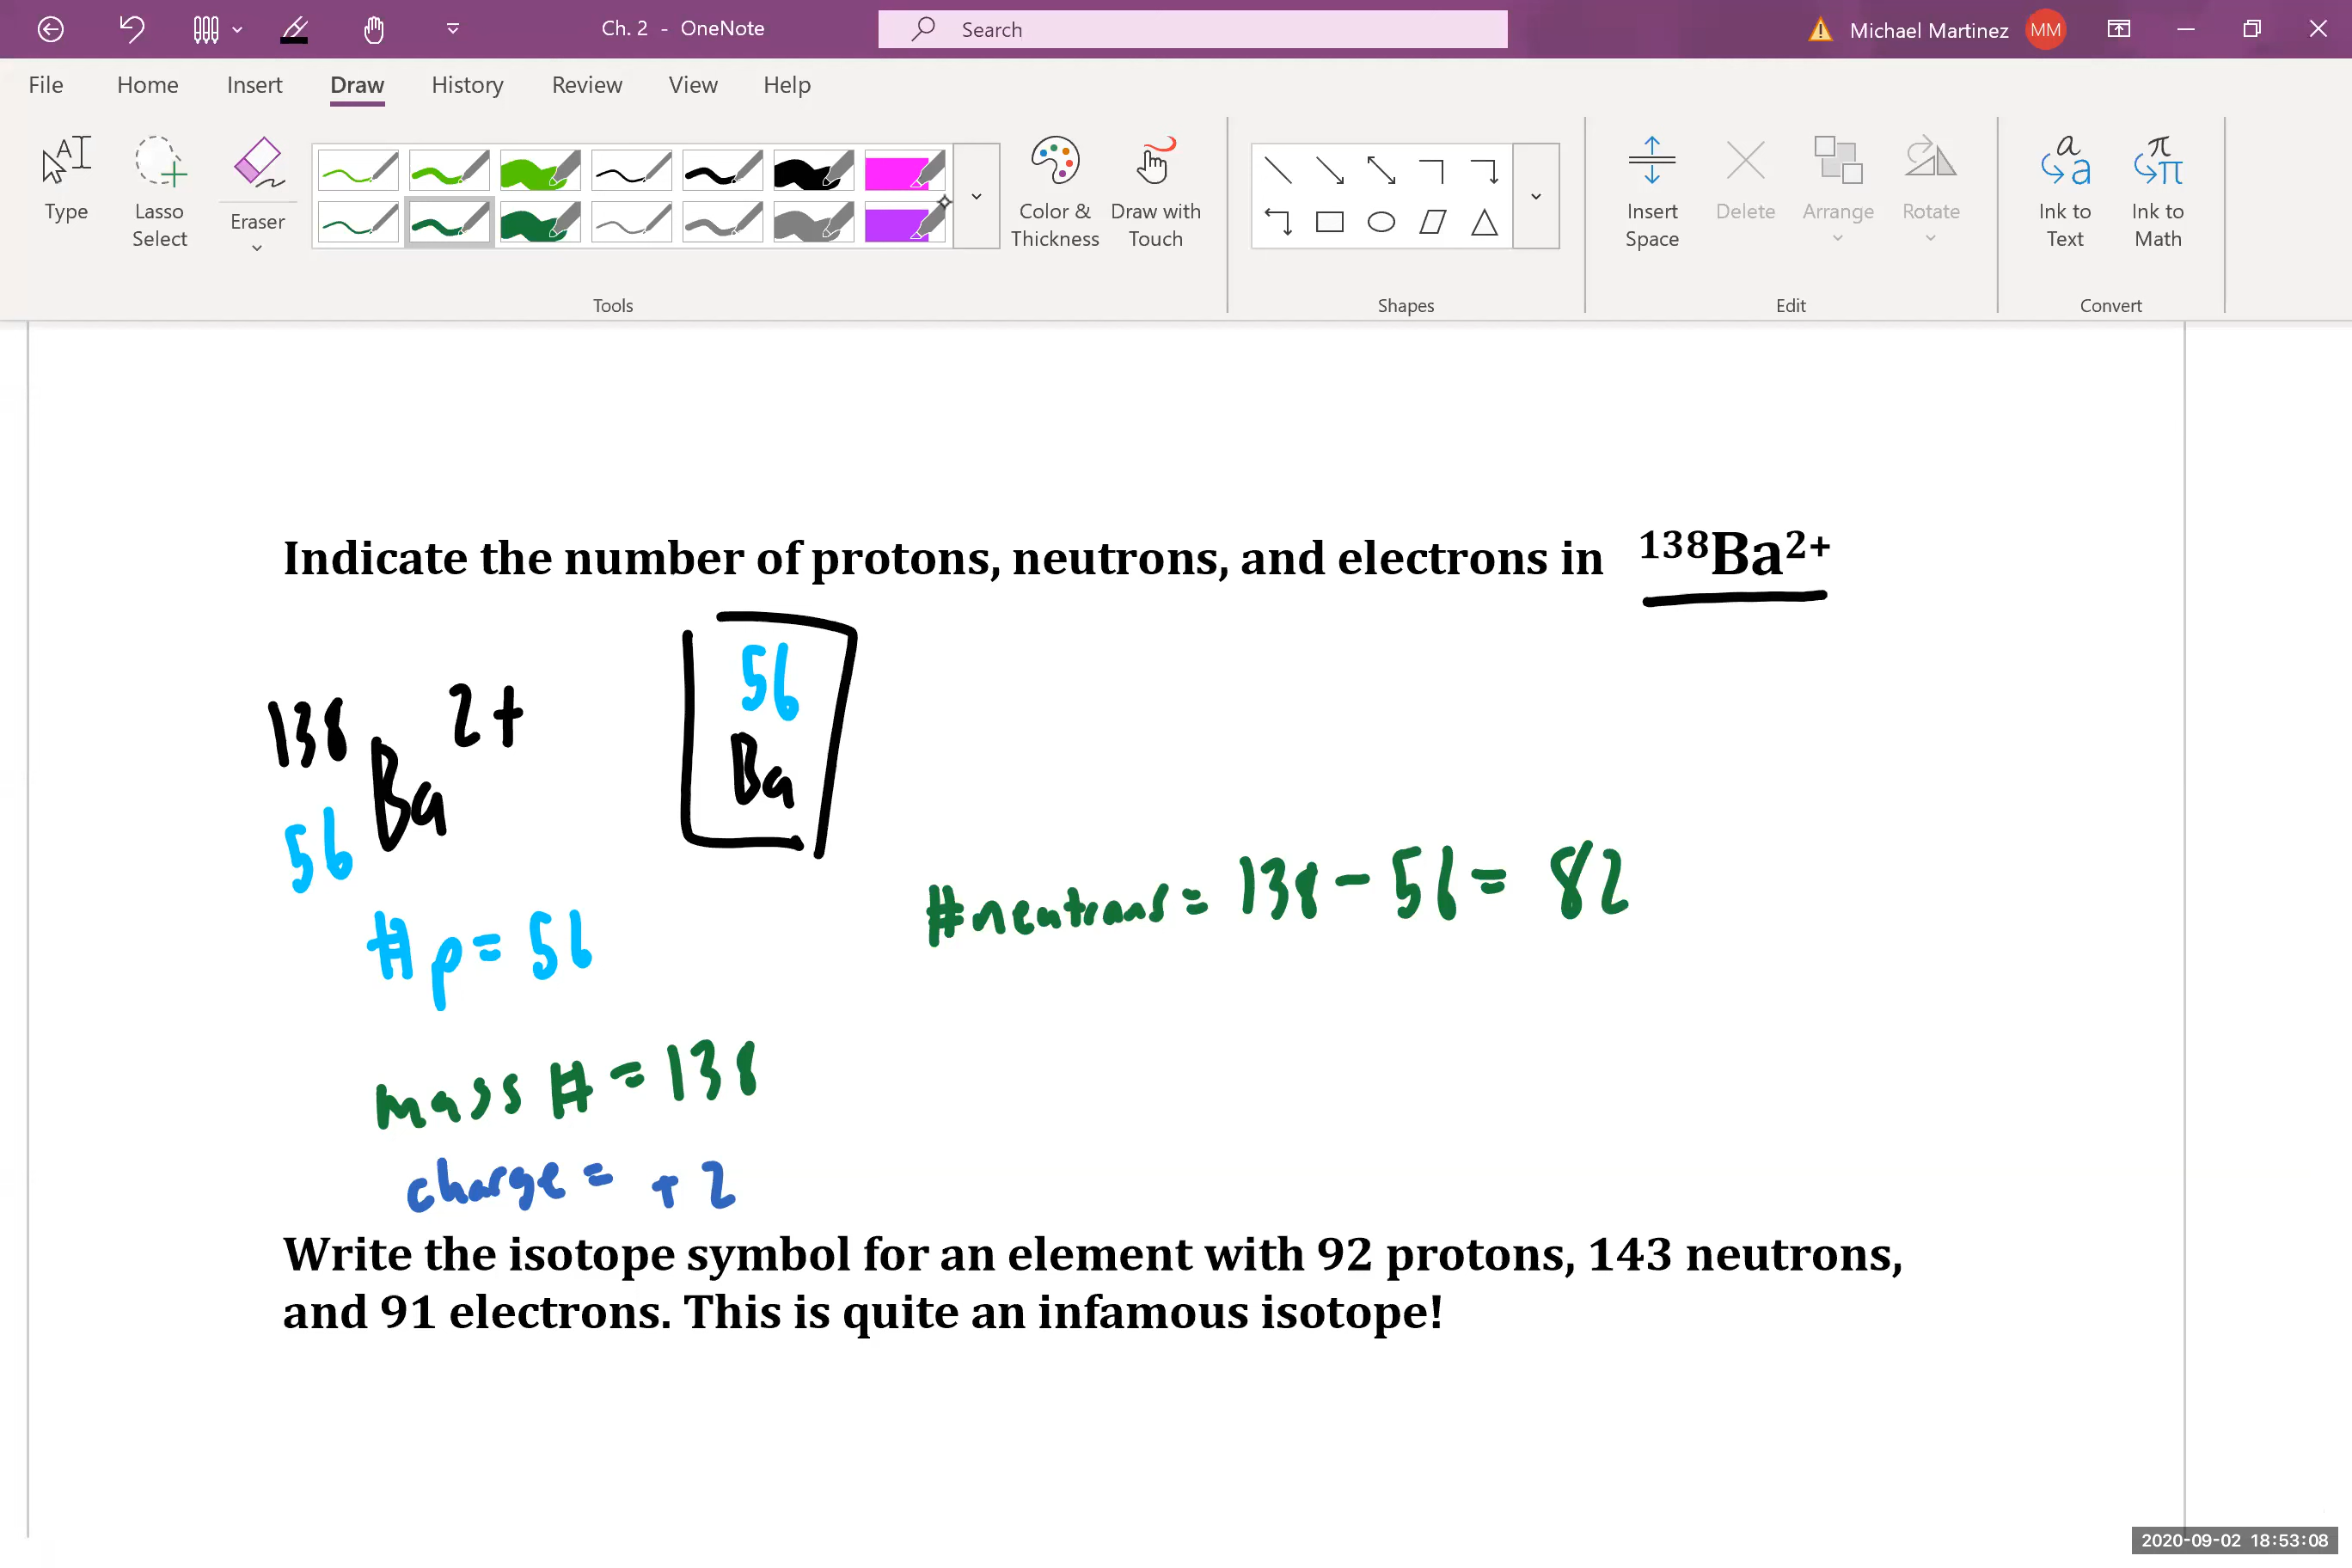 Ch. 2 - OneNote
Search
Michael Martinez
MM
File Home Insert Draw History Review View Help
Type
Lasso Select
Eraser
Color & Thickness
Draw with Touch
Insert Space
Delete
Arrange
Rotate
Ink to Text
Ink to Math
Tools
Shapes
Edit
Convert
Indicate the number of protons, neutrons, and electrons in ¹³⁸Ba²⁺
56
Ba
138 Ba 2+
56
# p = 56
# neutrons = 138 - 56 = 82
mass # = 138
charge = +2
Write the isotope symbol for an element with 92 protons, 143 neutrons,
and 91 electrons. This is quite an infamous isotope!
2020-09-02 18:53:08